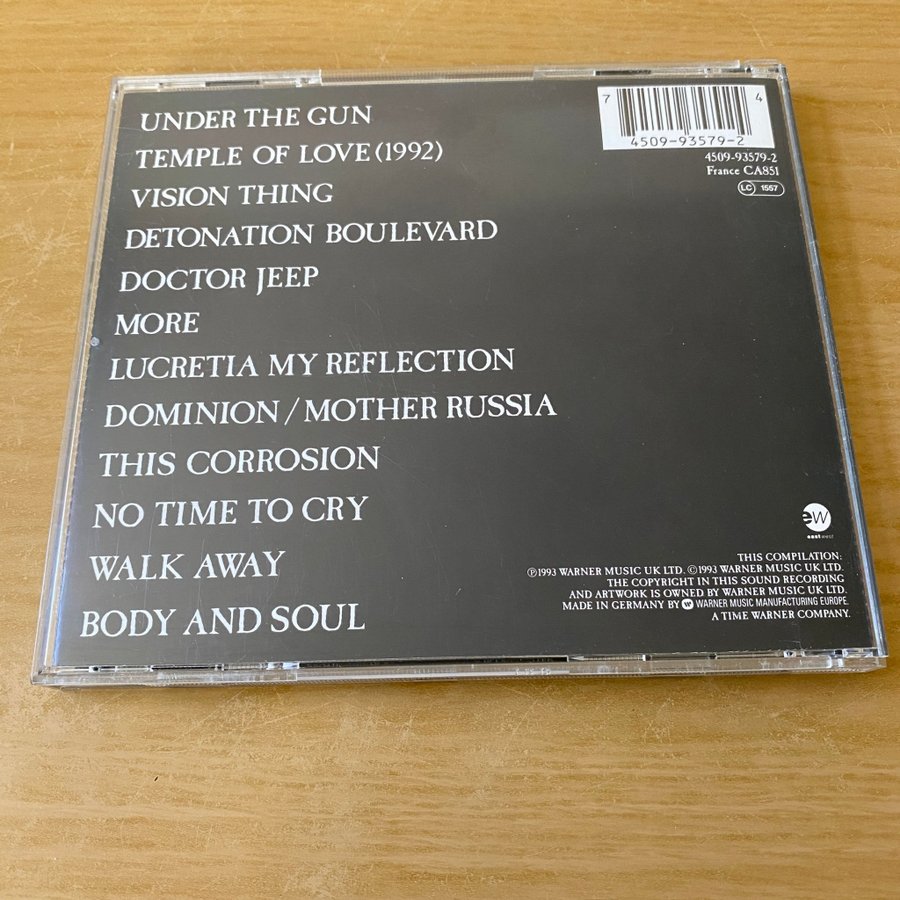 UNDER THE GUN
TEMPLE OF LOVE (1992)
VISION THING
DETONATION BOULEVARD
DOCTOR JEEP
MORE
LUCRETIA MY REFLECTION
DOMINION / MOTHER RUSSIA
THIS CORROSION
NO TIME TO CRY
WALK AWAY
BODY AND SOUL
7 4
4509-93579-2
4509-93579-2
France CA851
LC 1557
ew
eastwest
THIS COMPILATION:
℗1993 WARNER MUSIC UK LTD. ©1993 WARNER MUSIC UK LTD.
THE COPYRIGHT IN THIS SOUND RECORDING
AND ARTWORK IS OWNED BY WARNER MUSIC UK LTD.
MADE IN GERMANY BY WARNER MUSIC MANUFACTURING EUROPE.
A TIME WARNER COMPANY.